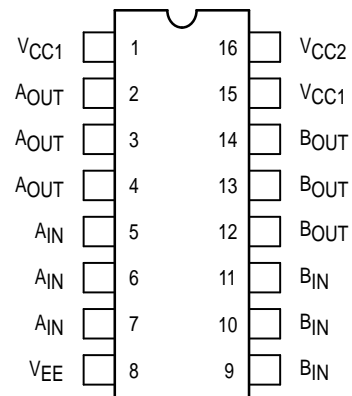 VCC1 1 16 VCC2
AOUT 2 15 VCC1
AOUT 3 14 BOUT
AOUT 4 13 BOUT
AIN 5 12 BOUT
AIN 6 11 BIN
AIN 7 10 BIN
VEE 8 9 BIN